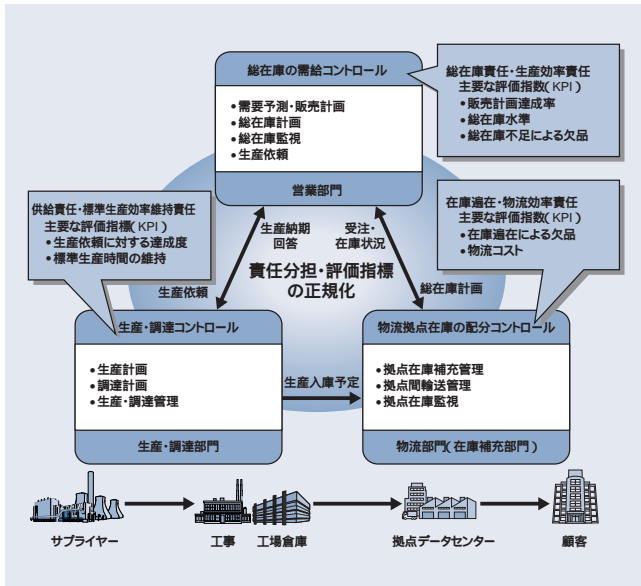 総在庫の需給コントロール
•需要予測・販売計画
•総在庫計画
•総在庫監視
•生産依頼
営業部門
総在庫責任・生産効率責任
主要な評価指数(KPI)
•販売計画達成率
•総在庫水準
•総在庫不足による欠品
供給責任・標準生産効率維持責任
主要な評価指標(KPI)
•生産依頼に対する達成度
•標準生産時間の維持
在庫遍在・物流効率責任
主要な評価指数(KPI)
•在庫遍在による欠品
•物流コスト
生産納期
回答
受注・
在庫状況
責任分担・評価指標
の正規化
生産依頼
総在庫計画
生産・調達コントロール
•生産計画
•調達計画
•生産・調達管理
生産・調達部門
生産入庫予定
物流拠点在庫の配分コントロール
•拠点在庫補充管理
•拠点間輸送管理
•拠点在庫監視
物流部門(在庫補充部門)
サプライヤー
工事
工場倉庫
拠点データセンター
顧客